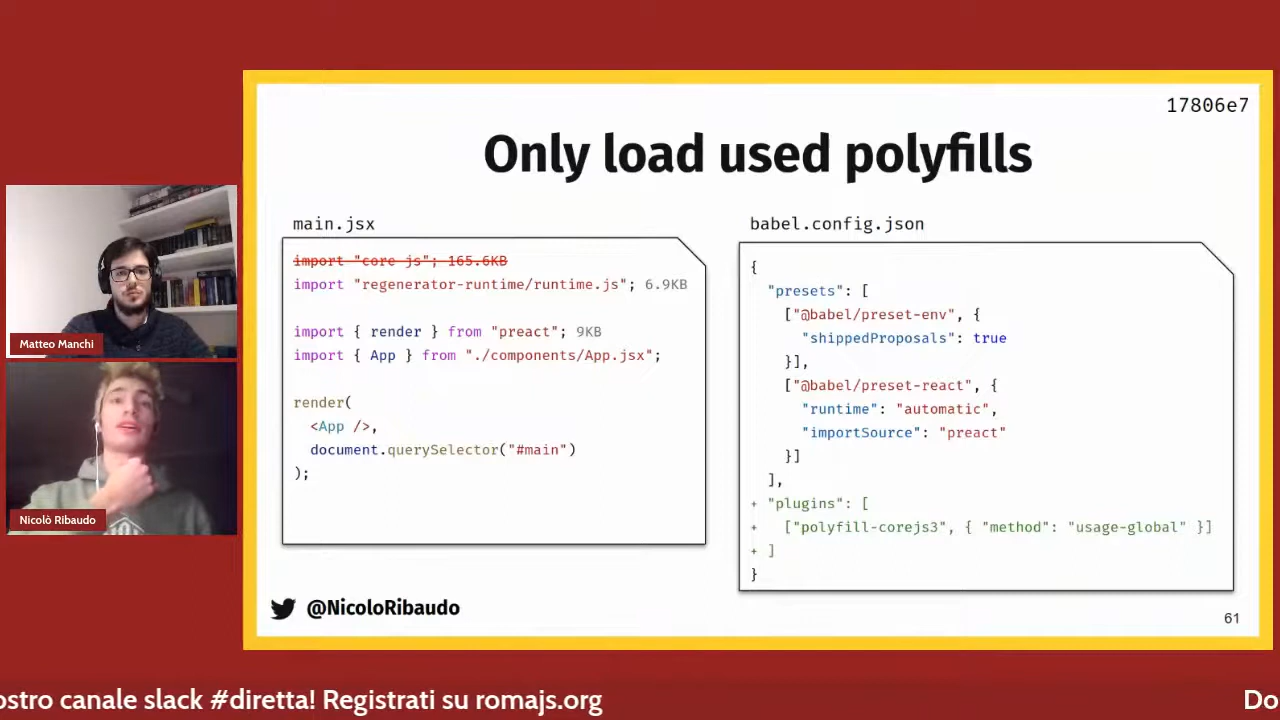 17806e7
Only load used polyfills
main.jsx
import "core-js"; 165.6KB
import "regenerator-runtime/runtime.js"; 6.9KB
import { render } from "preact"; 9KB
import { App } from "./components/App.jsx";
render(
<App />,
document.querySelector("#main")
);
babel.config.json
{
"presets": [
["@babel/preset-env", {
"shippedProposals": true
}],
["@babel/preset-react", {
"runtime": "automatic",
"importSource": "preact"
}]
],
+ "plugins": [
+ ["polyfill-corejs3", { "method": "usage-global" }]
+ ]
}
Matteo Manchi
Nicolò Ribaudo
@NicoloRibaudo
61
ostro canale slack #diretta! Registrati su romajs.org
Do